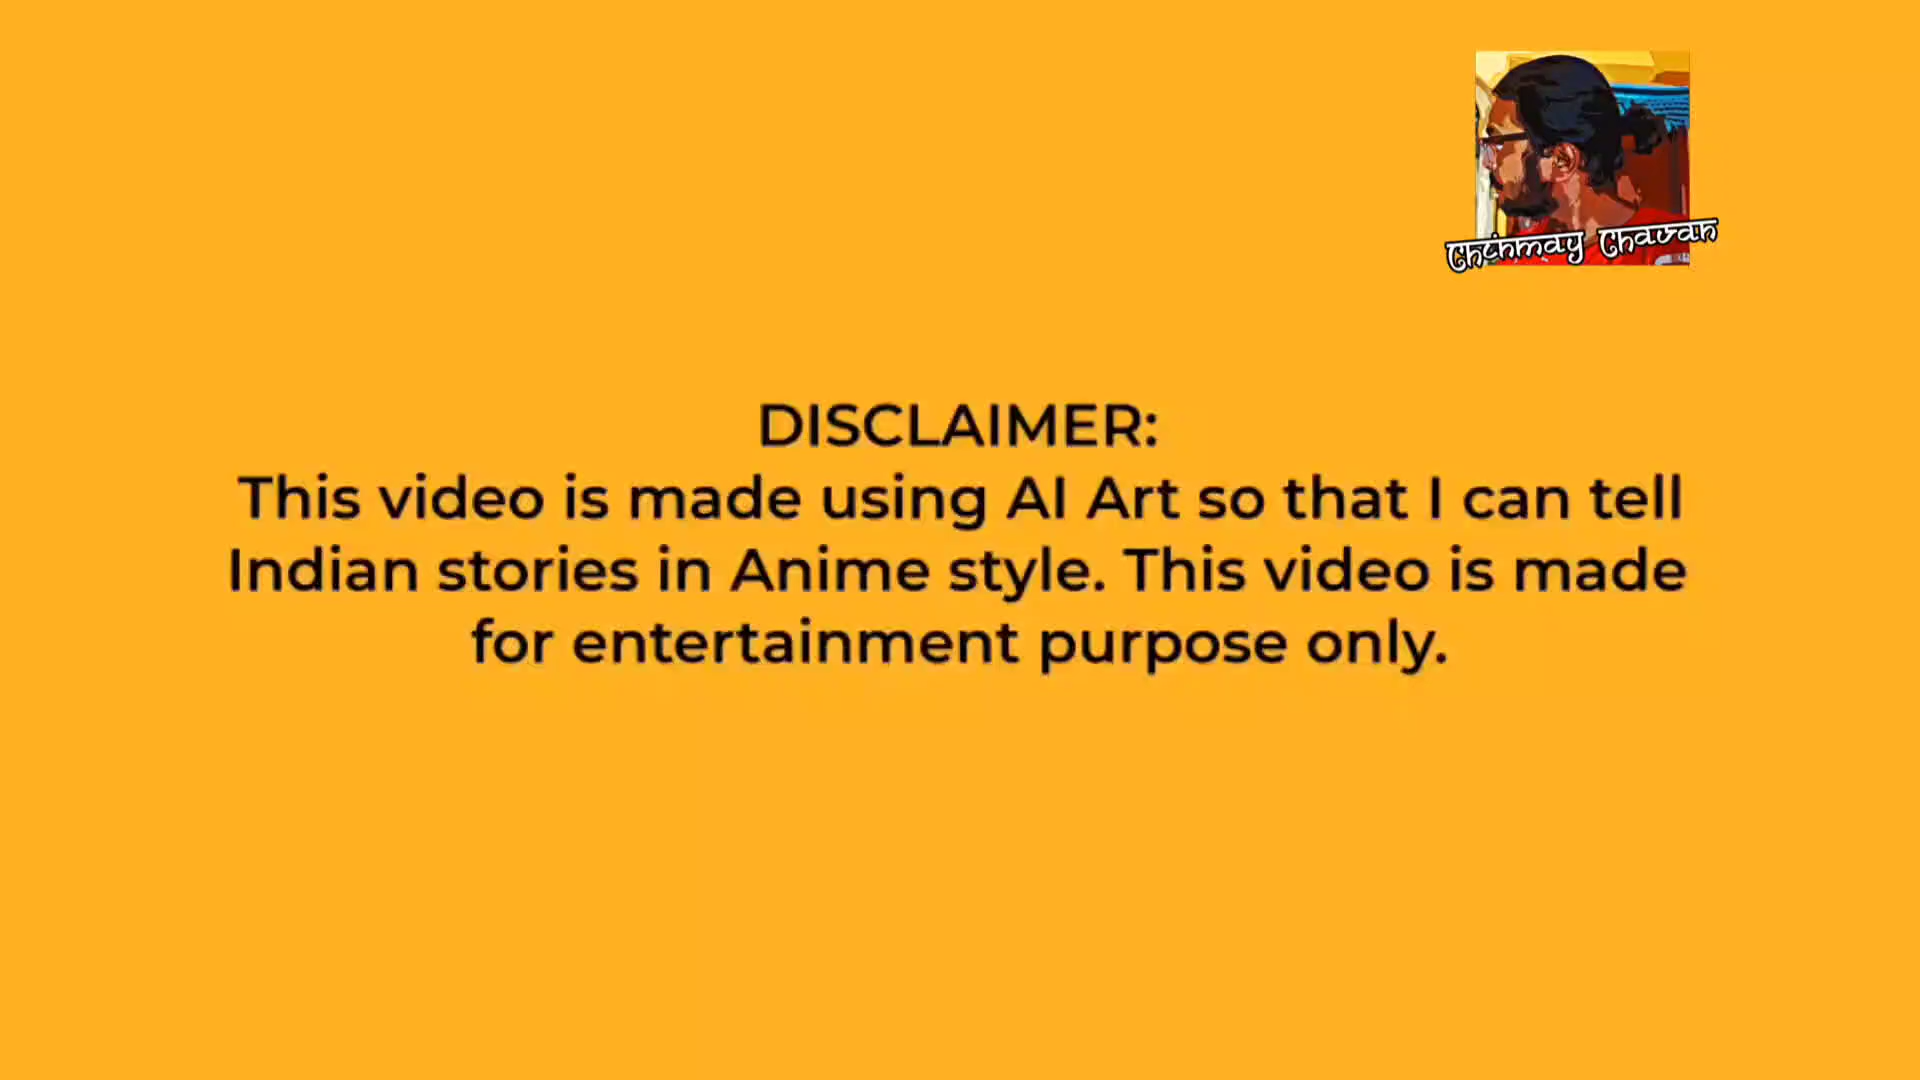 Chinmay Chavan
DISCLAIMER:
This video is made using AI Art so that I can tell
Indian stories in Anime style. This video is made
for entertainment purpose only.